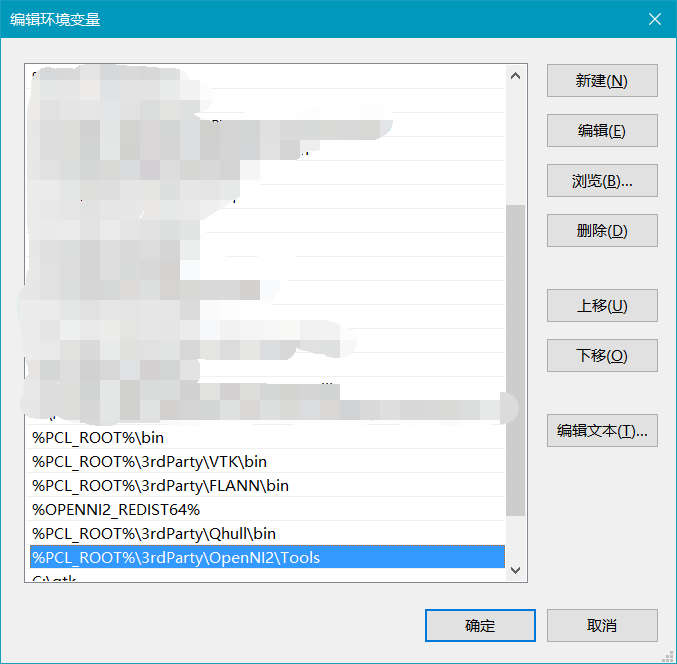 编辑环境变量
新建(N)
编辑(E)
浏览(B)...
删除(D)
上移(U)
下移(O)
编辑文本(T)...
%PCL_ROOT%\bin
%PCL_ROOT%\3rdParty\VTK\bin
%PCL_ROOT%\3rdParty\FLANN\bin
%OPENNI2_REDIST64%
%PCL_ROOT%\3rdParty\Qhull\bin
%PCL_ROOT%\3rdParty\OpenNI2\Tools
确定
取消